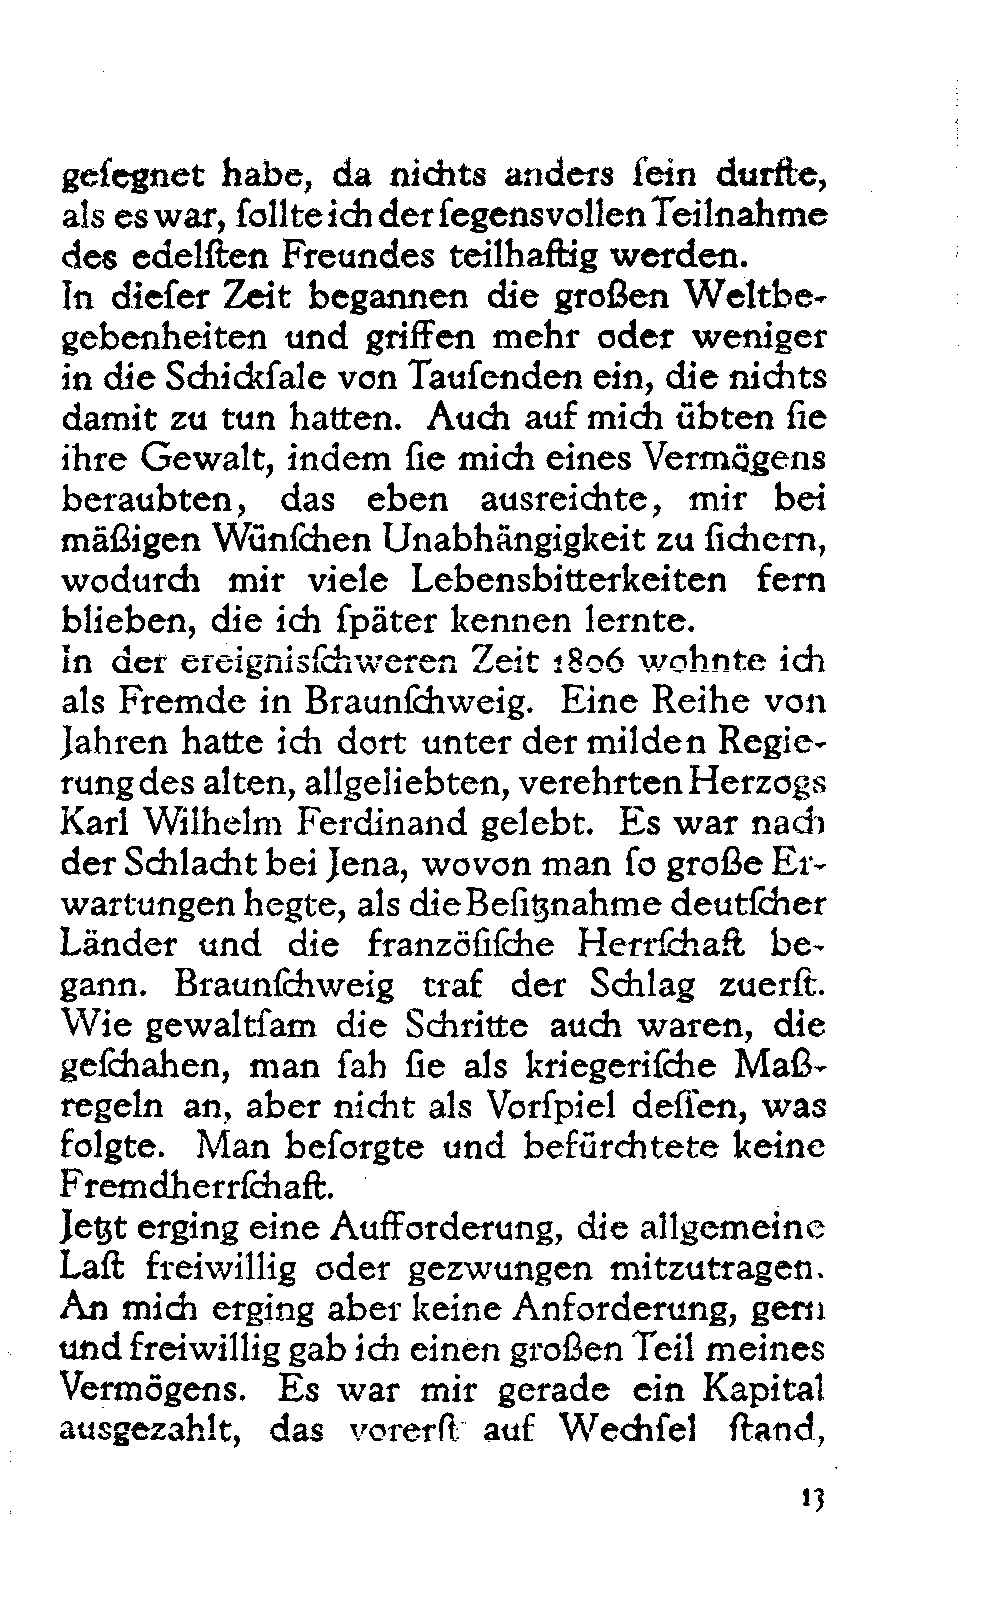 geſegnet habe, da nichts anders ſein durfte,
als es war, ſollte ich der ſegensvollen Teilnahme
des edelſten Freundes teilhaftig werden.
In dieſer Zeit begannen die großen Weltbe-
gebenheiten und griffen mehr oder weniger
in die Schickſale von Tauſenden ein, die nichts
damit zu tun hatten. Auch auf mich übten ſie
ihre Gewalt, indem ſie mich eines Vermögens
beraubten, das eben ausreichte, mir bei
mäßigen Wünſchen Unabhängigkeit zu ſichern,
wodurch mir viele Lebensbitterkeiten fern
blieben, die ich ſpäter kennen lernte.
In der ereignisſchweren Zeit 1806 wohnte ich
als Fremde in Braunſchweig. Eine Reihe von
Jahren hatte ich dort unter der milden Regie-
rung des alten, allgeliebten, verehrten Herzogs
Karl Wilhelm Ferdinand gelebt. Es war nach
der Schlacht bei Jena, wovon man ſo große Er-
wartungen hegte, als die Beſitznahme deutſcher
Länder und die franzöſiſche Herrſchaft be-
gann. Braunſchweig traf der Schlag zuerſt.
Wie gewaltſam die Schritte auch waren, die
geſchahen, man ſah ſie als kriegeriſche Maß-
regeln an, aber nicht als Vorſpiel deſſen, was
folgte. Man beſorgte und befürchtete keine
Fremdherrſchaft.
Jetzt erging eine Aufforderung, die allgemeine
Laſt freiwillig oder gezwungen mitzutragen.
An mich erging aber keine Anforderung, gern
und freiwillig gab ich einen großen Teil meines
Vermögens. Es war mir gerade ein Kapital
ausgezahlt, das vorerſt auf Wechſel ſtand,
13